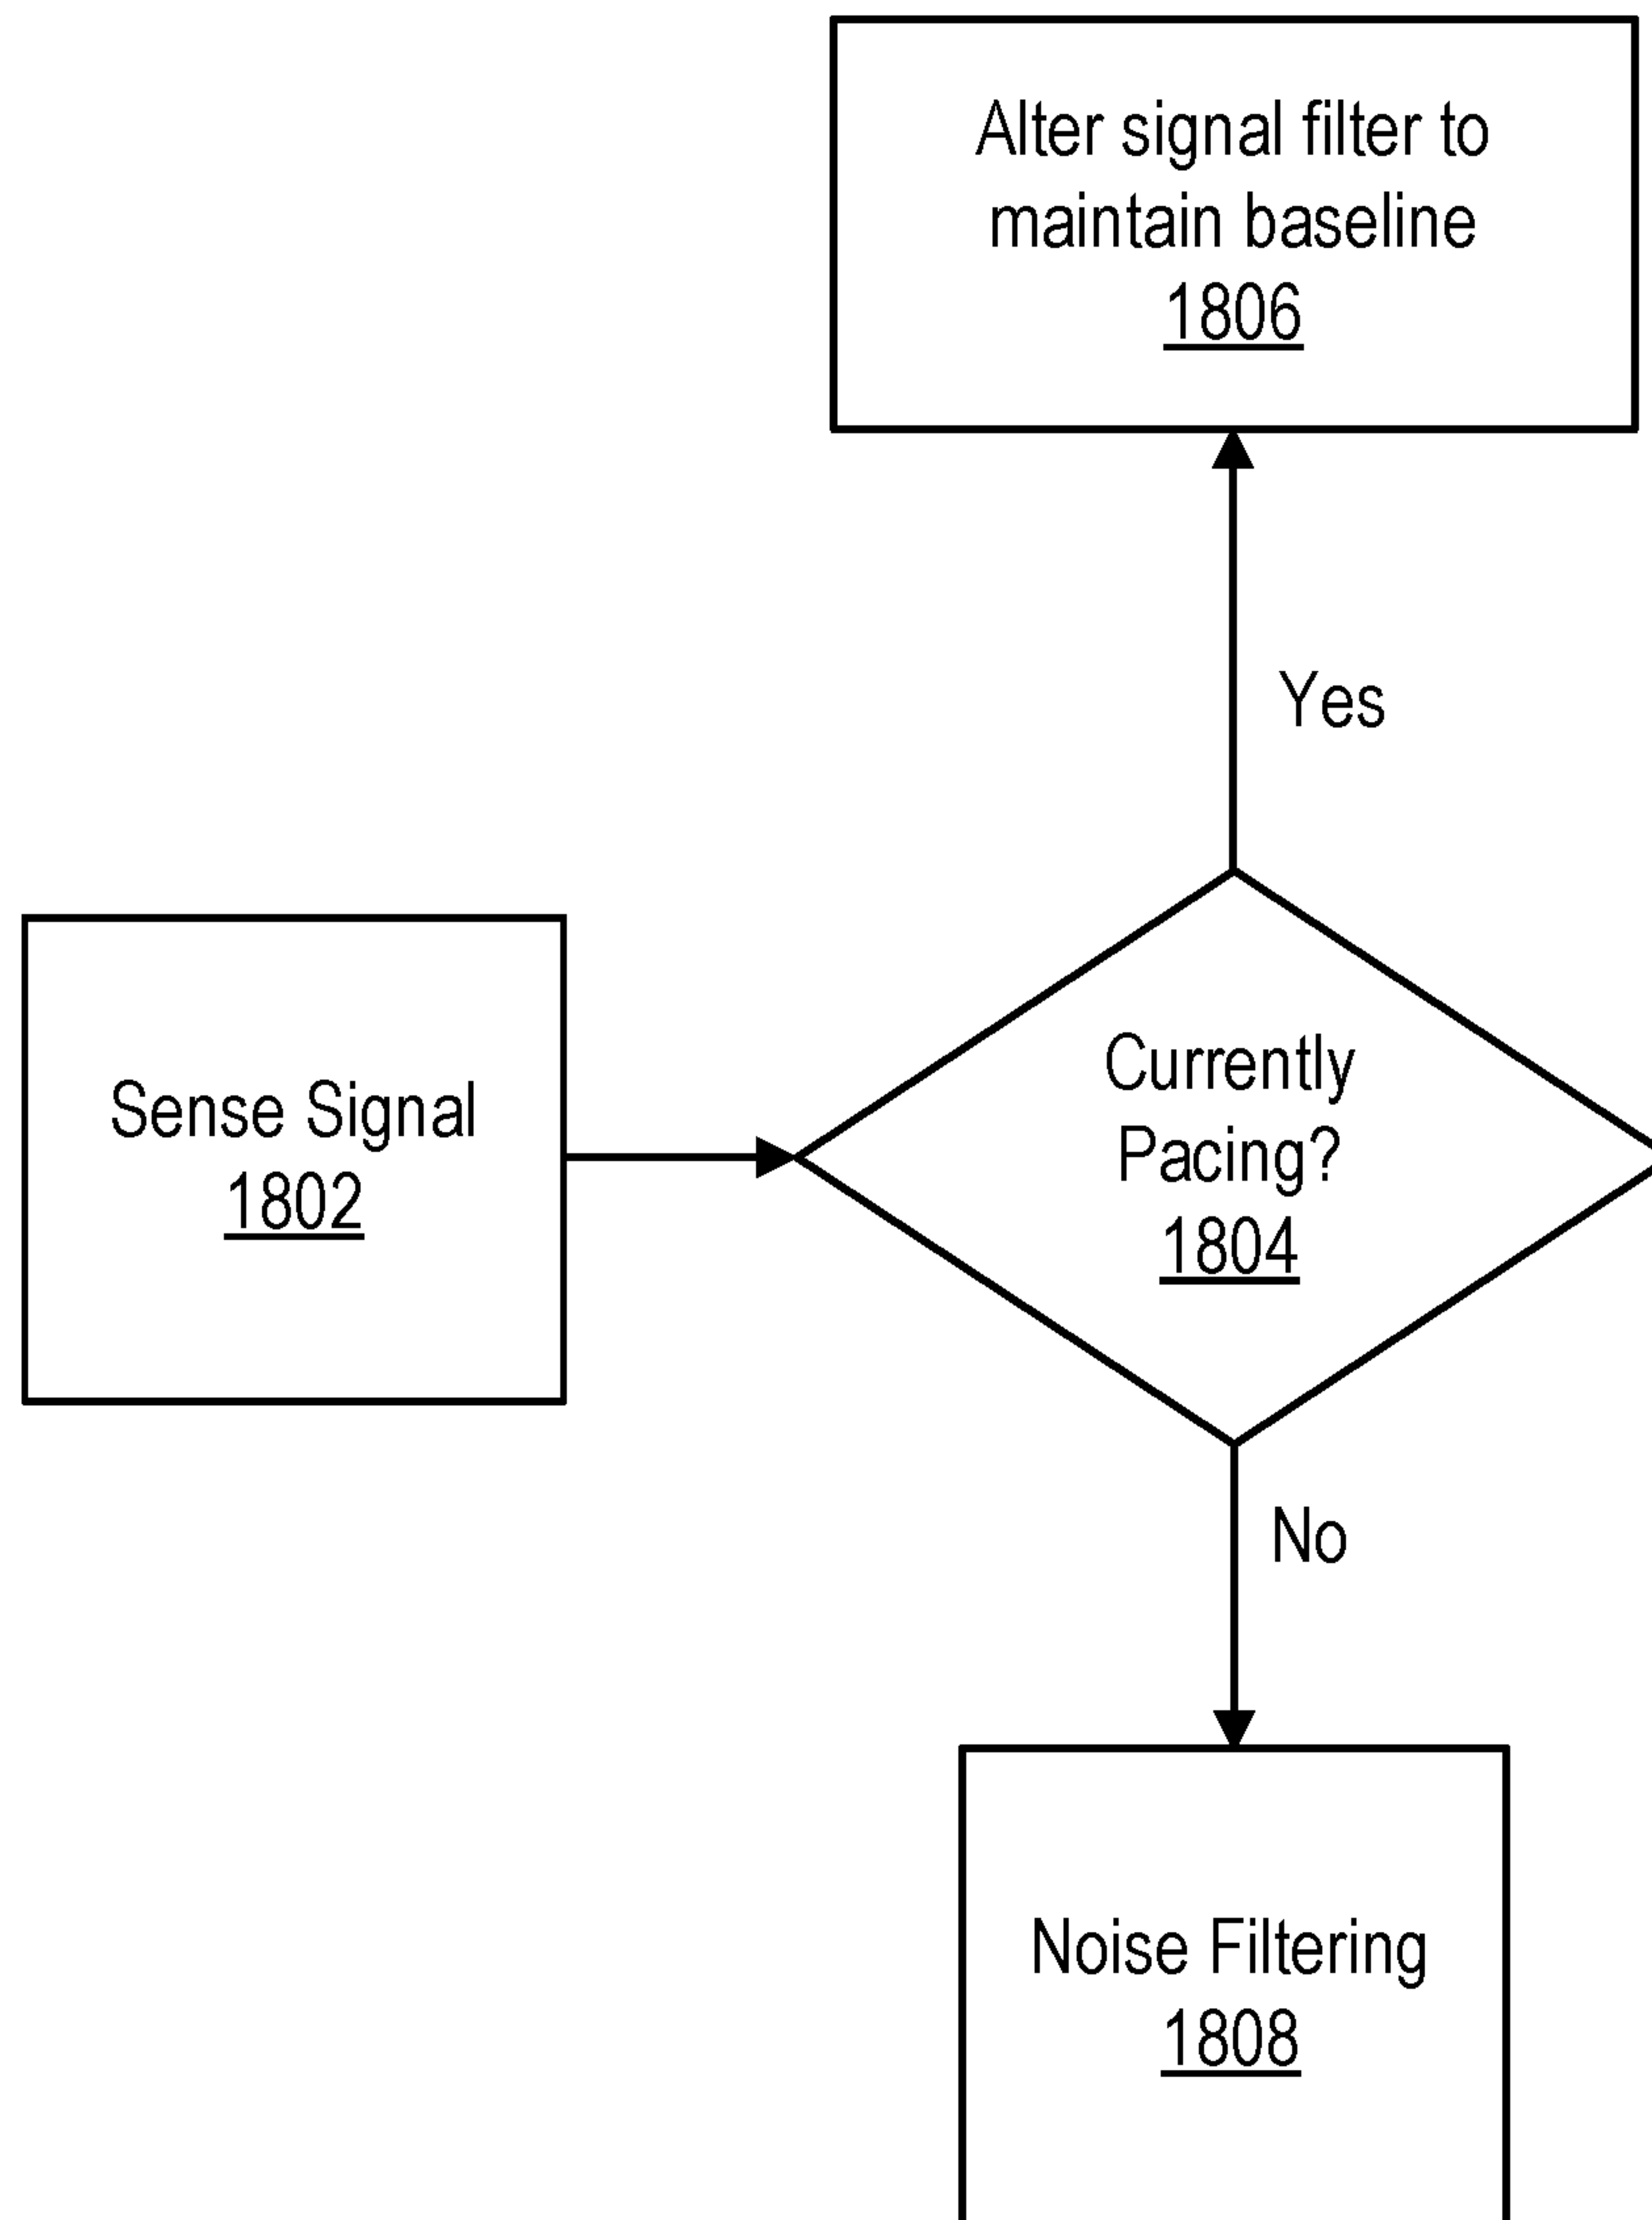 Alter signal filter to
maintain baseline
1806
Yes
Sense Signal
1802
Currently
Pacing?
1804
No
Noise Filtering
1808